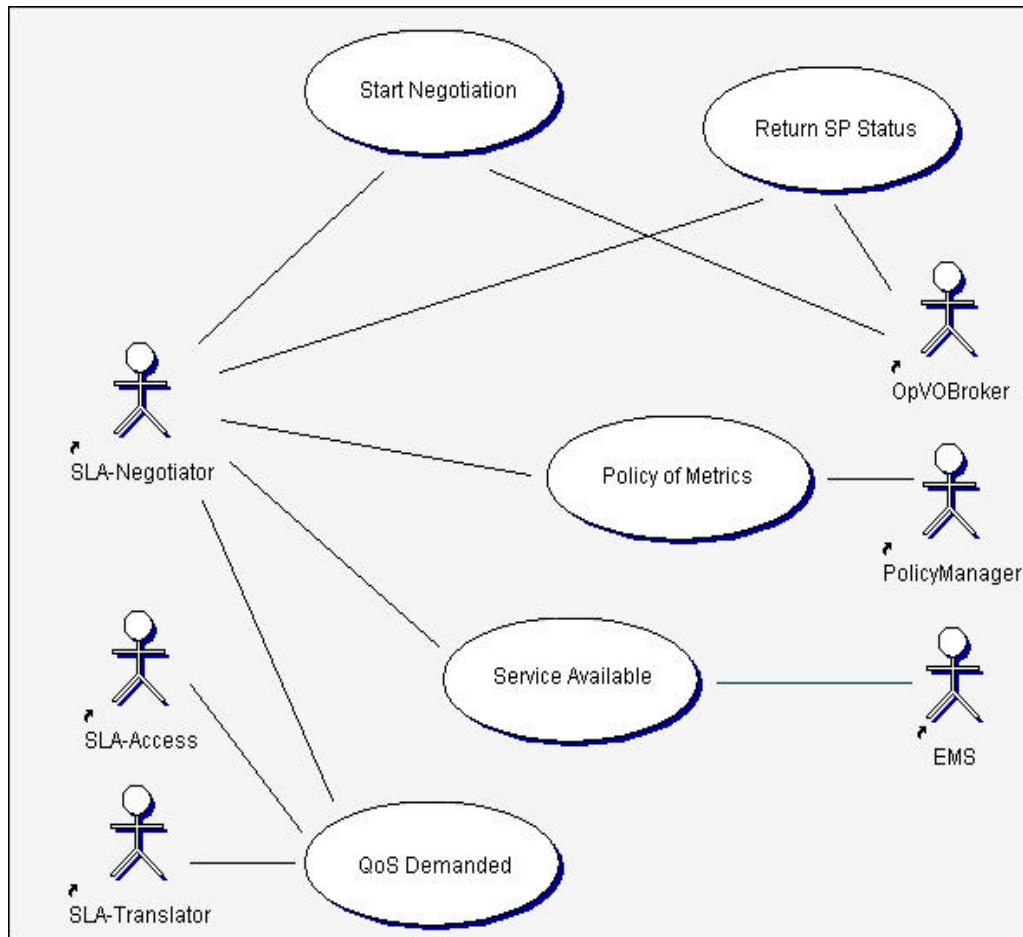 Start Negotiation
Return SP Status
OpVOBroker
SLA-Negotiator
Policy of Metrics
PolicyManager
Service Available
SLA-Access
EMS
QoS Demanded
SLA-Translator